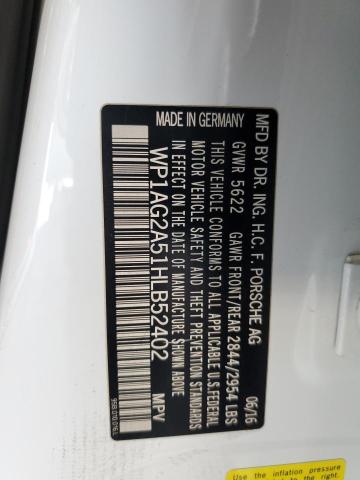 MADE IN GERMANY
MFD BY DR. ING. H.C. F. PORSCHE AG
06/16
GVWR 5622 GAWR FRONT/REAR 2844/2954 LBS
THIS VEHICLE CONFORMS TO ALL APPLICABLE U.S. FEDERAL
MOTOR VEHICLE SAFETY AND THEFT PREVENTION STANDARDS
IN EFFECT ON THE DATE OF MANUFACTURE SHOWN ABOVE
WP1AG2A51HLB52402
MPV
Use the inflation pressure